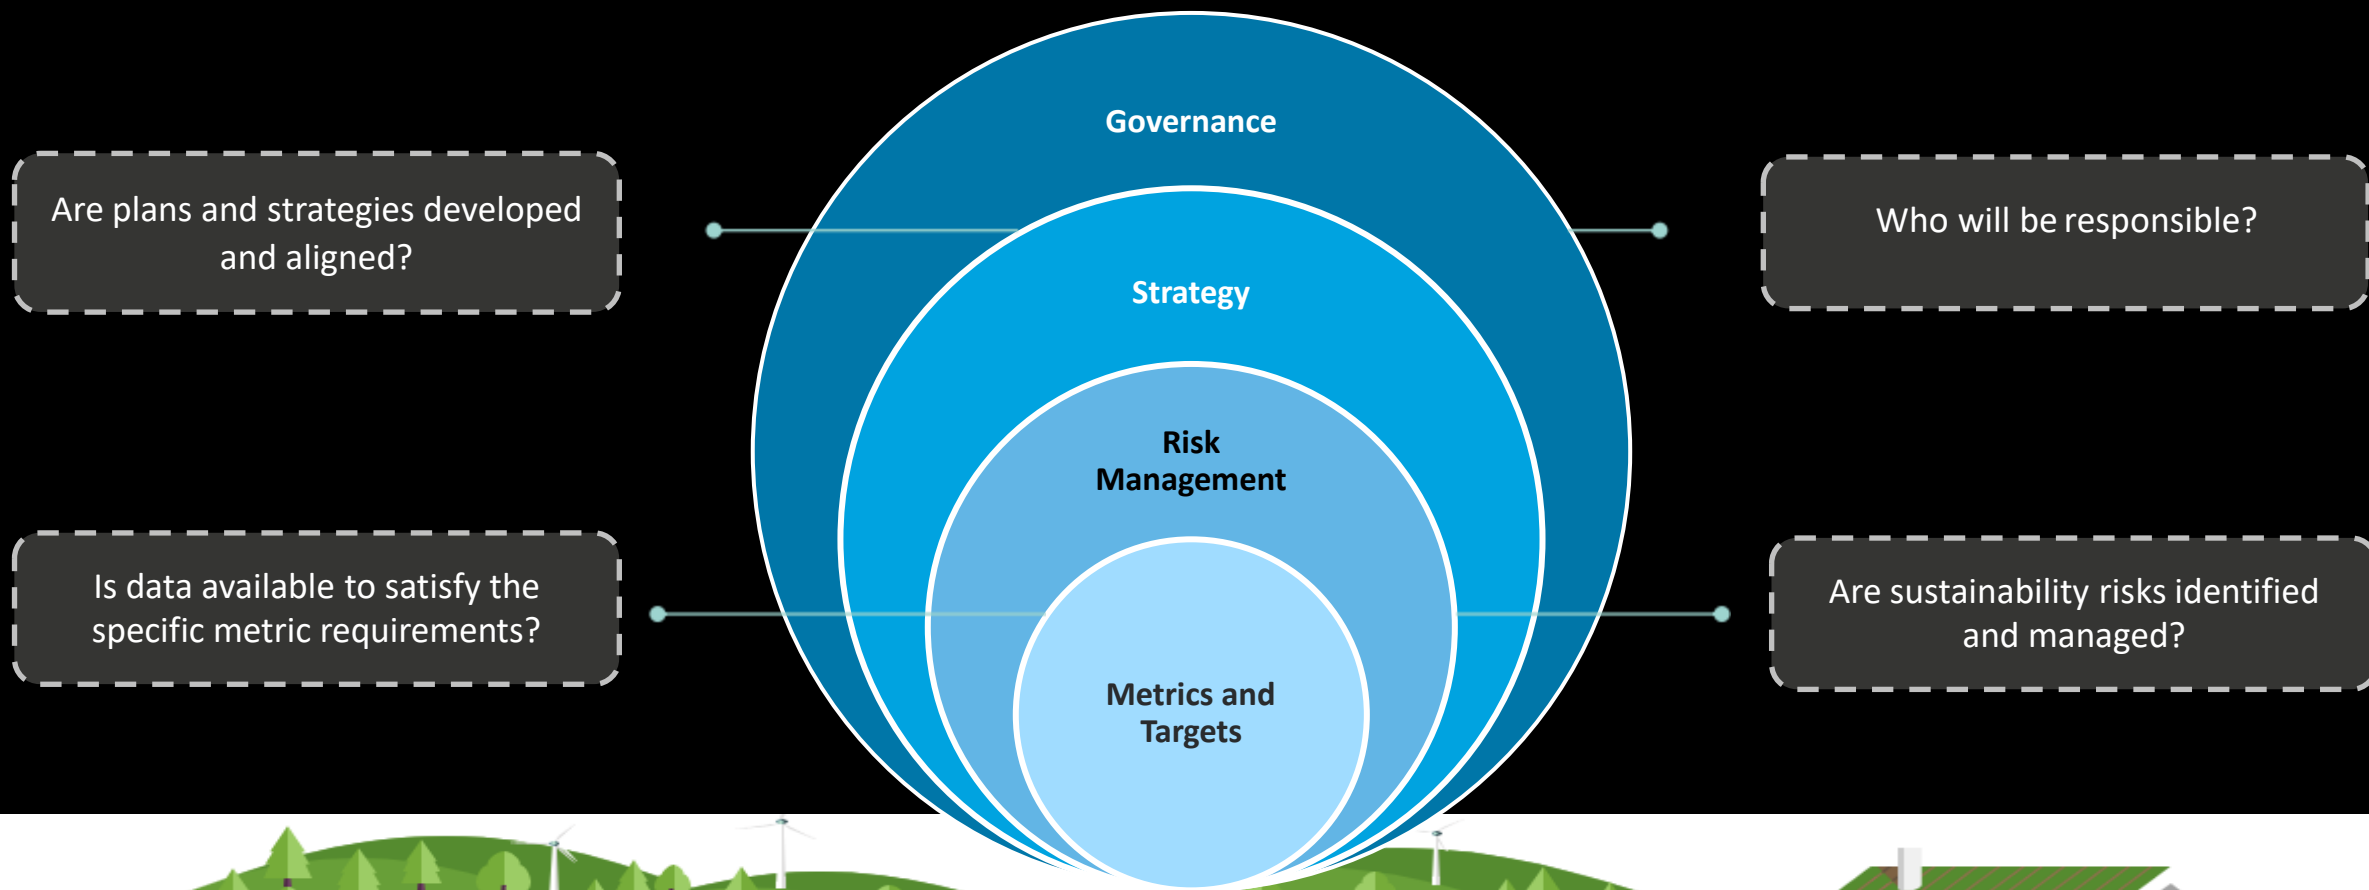 Governance
Are plans and strategies developed
and aligned?
Who will be responsible?
Strategy
Risk
Management
Is data available to satisfy the
specific metric requirements?
Are sustainability risks identified
and managed?
Metrics and
Targets